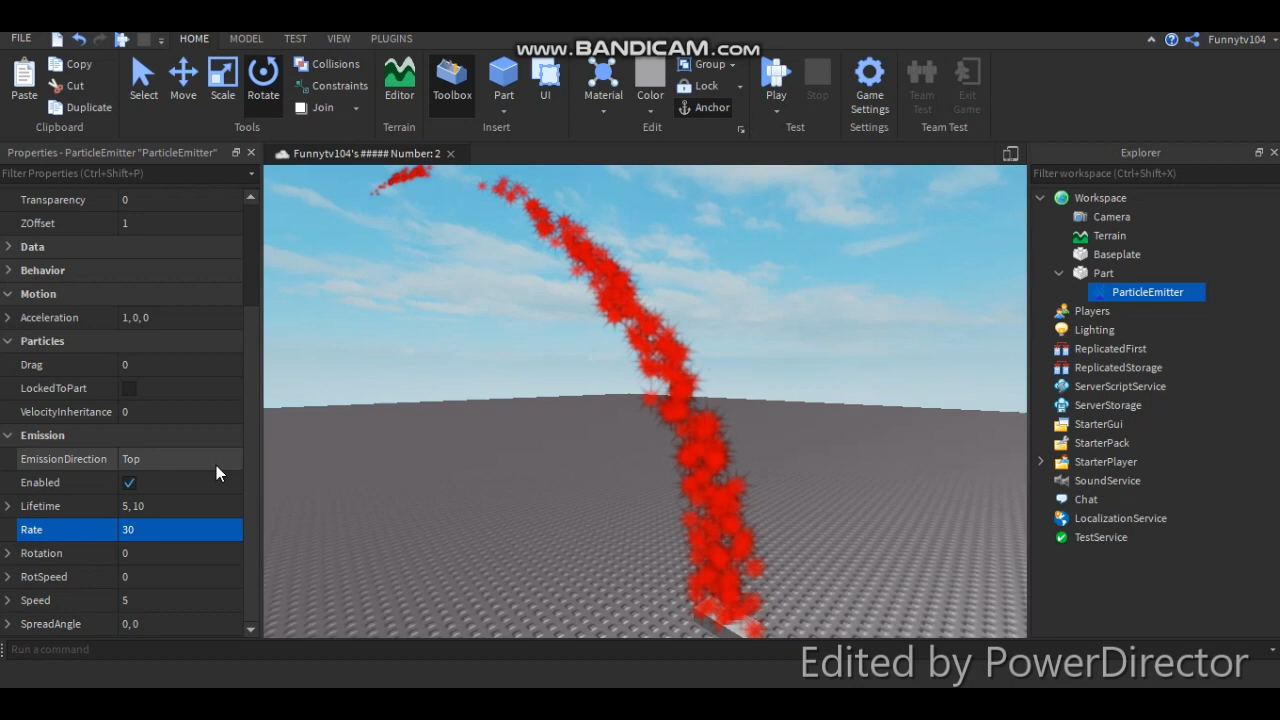 www.BANDICAM.com
FILE HOME MODEL TEST VIEW PLUGINS Funnytv104
Copy
Cut
Duplicate
Paste
Select Move Scale Rotate
Collisions
Constraints
Join
Editor Toolbox Part UI Material Color
Group
Lock
Anchor
Play Stop
Game Settings
Team Test
Exit Game
Clipboard Tools Terrain Insert Edit Test Settings Team Test
Properties - ParticleEmitter "ParticleEmitter"
Funnytv104's ##### Number: 2
Explorer
Filter Properties (Ctrl+Shift+P)
Filter workspace (Ctrl+Shift+X)
Transparency 0
ZOffset 1
Data
Behavior
Motion
Acceleration 1, 0, 0
Particles
Drag 0
LockedToPart
VelocityInheritance 0
Emission
EmissionDirection Top
Enabled
Lifetime 5, 10
Rate 30
Rotation 0
RotSpeed 0
Speed 5
SpreadAngle 0, 0
Workspace
Camera
Terrain
Baseplate
Part
ParticleEmitter
Players
Lighting
ReplicatedFirst
ReplicatedStorage
ServerScriptService
ServerStorage
StarterGui
StarterPack
StarterPlayer
SoundService
Chat
LocalizationService
TestService
Run a command
Edited by PowerDirector